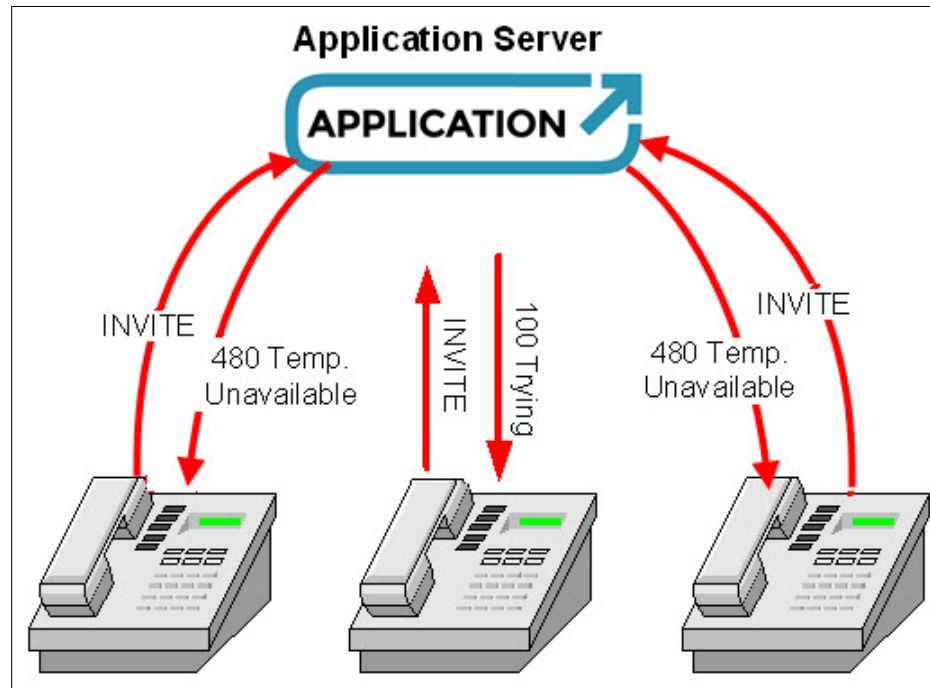 Application Server
APPLICATION
INVITE
480 Temp.
Unavailable
INVITE
100 Trying
480 Temp.
Unavailable
INVITE